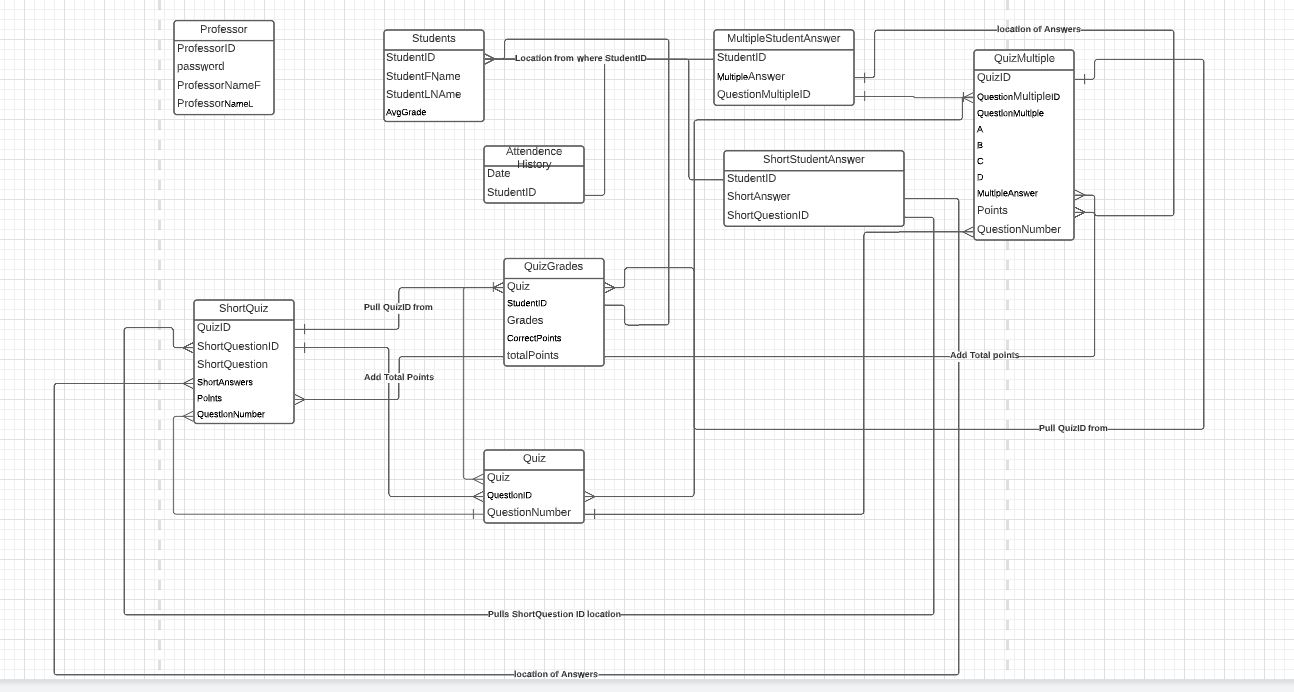 Professor
ProfessorID
password
ProfessorNameF
ProfessorNameL
Students
StudentID
StudentFName
StudentLNAme
AvgGrade
Location from where StudentID
Attendence
History
Date
StudentID
MultipleStudentAnswer
StudentID
MultipleAnswer
QuestionMultipleID
location of Answers
QuizMultiple
QuizID
QuestionMultipleID
QuestionMultiple
A
B
C
D
MultipleAnswer
Points
QuestionNumber
ShortStudentAnswer
StudentID
ShortAnswer
ShortQuestionID
QuizGrades
Quiz
StudentID
Grades
CorrectPoints
totalPoints
Pull QuizID from
ShortQuiz
QuizID
ShortQuestionID
ShortQuestion
ShortAnswers
Points
QuestionNumber
Add Total Points
Add Total points
Pull QuizID from
Quiz
Quiz
QuestionID
QuestionNumber
Pulls ShortQuestion ID location
location of Answers